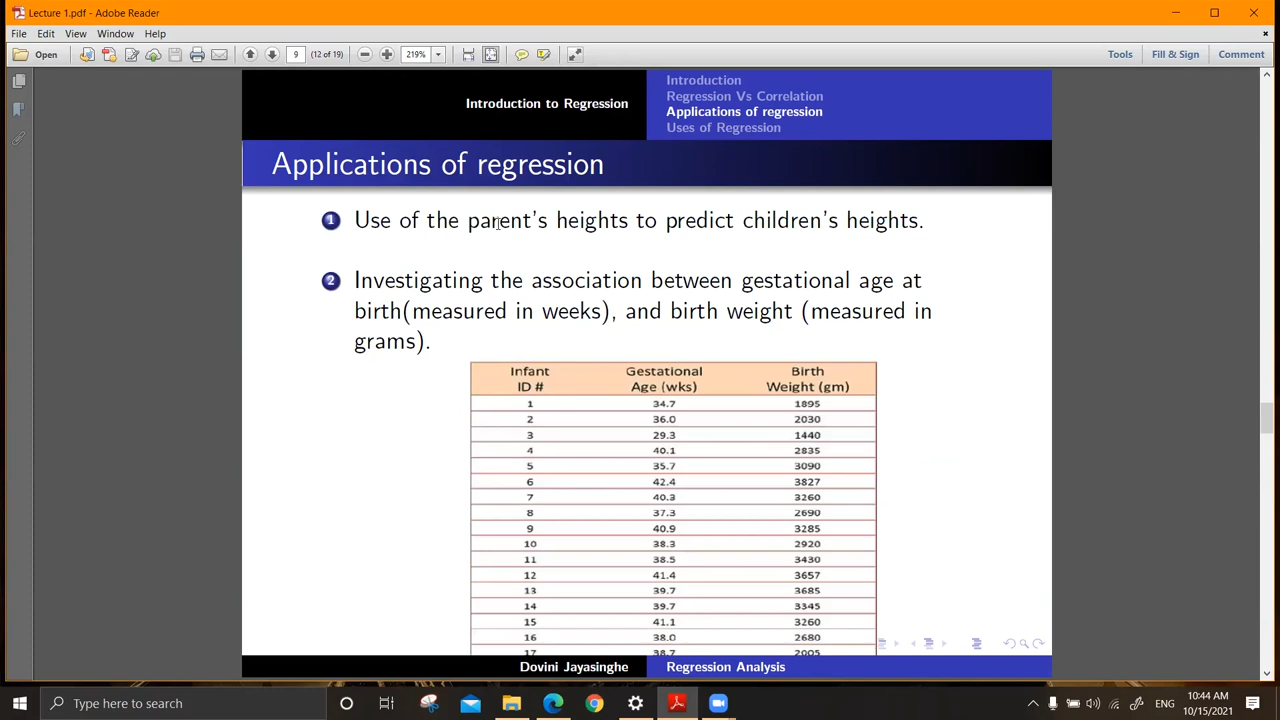 Lecture 1.pdf - Adobe Reader
File Edit View Window Help
Open 9 (12 of 19) 219% Tools Fill & Sign Comment
Introduction to Regression
Introduction
Regression Vs Correlation
Applications of regression
Uses of Regression
Applications of regression
1 Use of the parent's heights to predict children's heights.
2 Investigating the association between gestational age at
birth(measured in weeks), and birth weight (measured in
grams).
Infant Gestational Birth
ID # Age (wks) Weight (gm)
1 34.7 1895
2 36.0 2030
3 29.3 1440
4 40.1 2835
5 35.7 3090
6 42.4 3827
7 40.3 3260
8 37.3 2690
9 40.9 3285
10 38.3 2920
11 38.5 3430
12 41.4 3657
13 39.7 3685
14 39.7 3345
15 41.1 3260
16 38.0 2680
17 38.7 2005
Dovini Jayasinghe Regression Analysis
Type here to search ENG 10:44 AM
10/15/2021